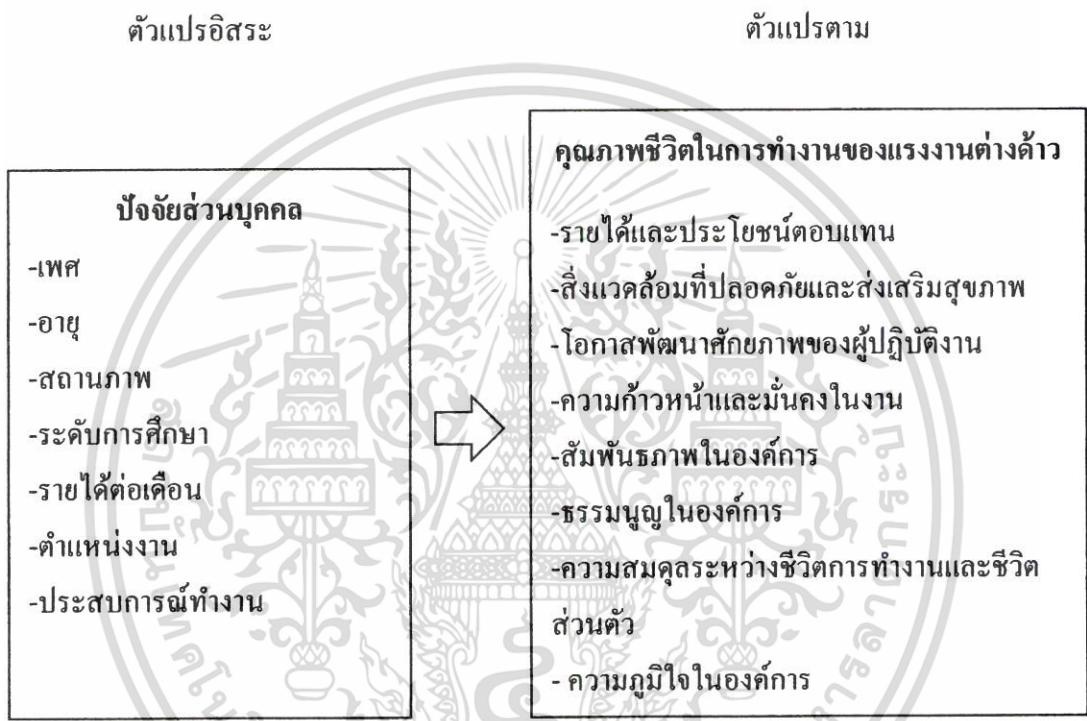 ตัวแปรอิสระ
ตัวแปรตาม
ปัจจัยส่วนบุคคล
-เพศ
-อายุ
-สถานภาพ
-ระดับการศึกษา
-รายได้ต่อเดือน
-ตำแหน่งงาน
-ประสบการณ์ทำงาน
คุณภาพชีวิตในการทำงานของแรงงานต่างด้าว
-รายได้และประโยชน์ตอบแทน
-สิ่งแวดล้อมที่ปลอดภัยและส่งเสริมสุขภาพ
-โอกาสพัฒนาศักยภาพของผู้ปฏิบัติงาน
-ความก้าวหน้าและมั่นคงในงาน
-สัมพันธภาพในองค์การ
-ธรรมนูญในองค์การ
-ความสมดุลระหว่างชีวิตการทำงานและชีวิต
ส่วนตัว
- ความภูมิใจในองค์การ